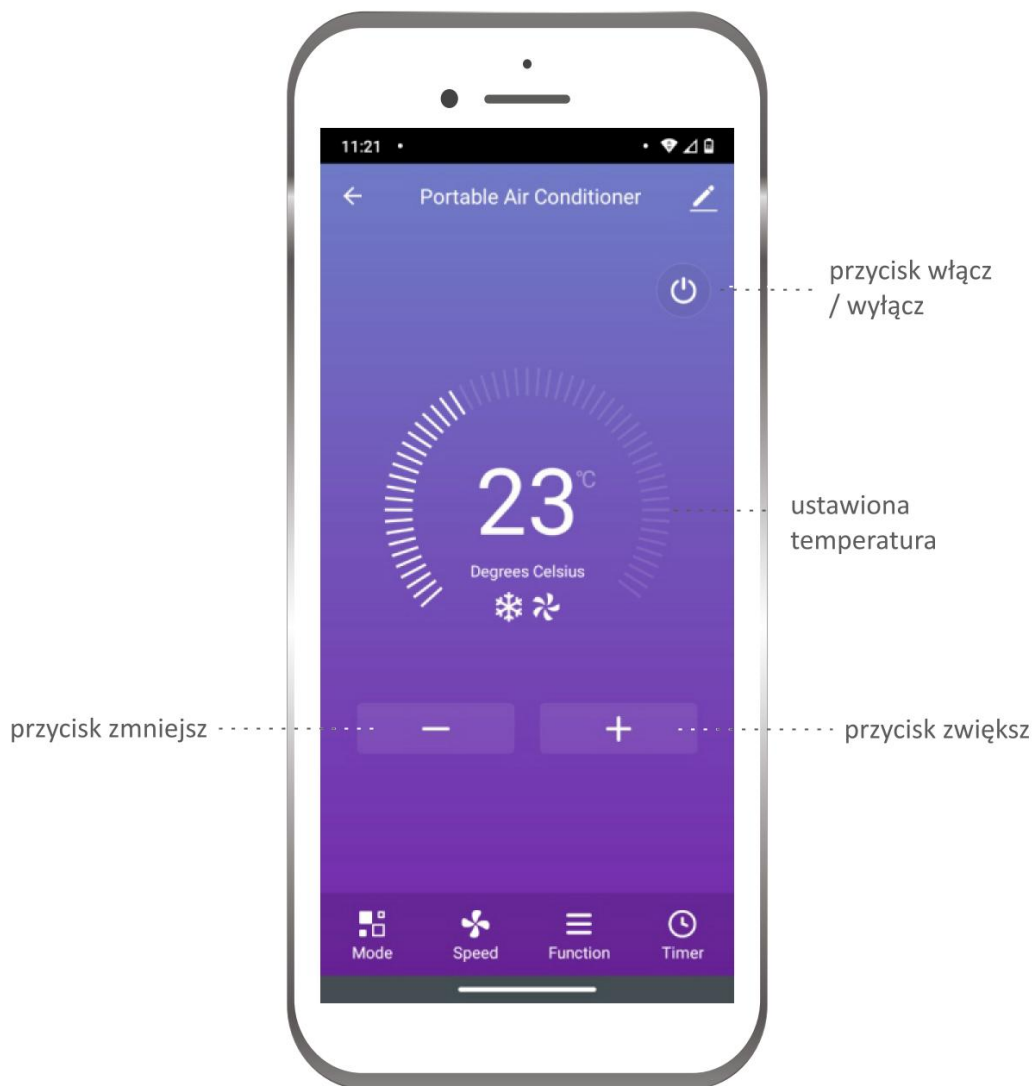 11:21
Portable Air Conditioner
przycisk włącz
/ wyłącz
23 °C
Degrees Celsius
ustawiona
temperatura
przycisk zmniejsz
−
+
przycisk zwiększ
Mode
Speed
Function
Timer